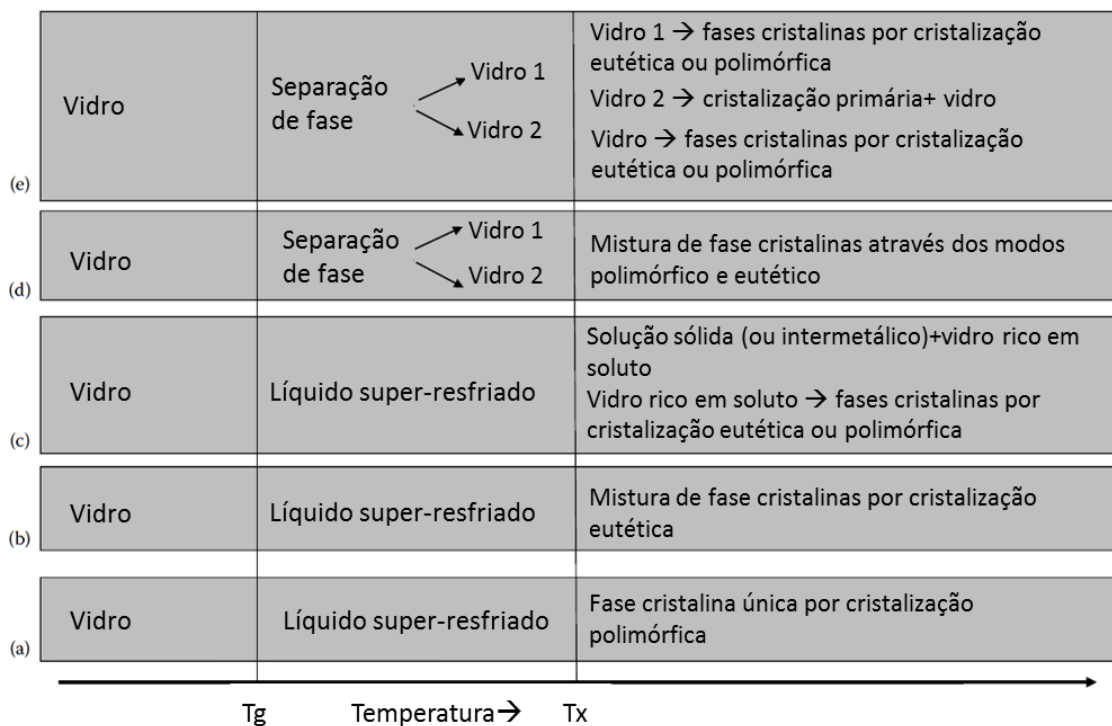 Vidro
Separação
de fase
Vidro 1
Vidro 2
Vidro 1 → fases cristalinas por cristalização
eutética ou polimórfica
Vidro 2 → cristalização primária+ vidro
Vidro → fases cristalinas por cristalização
eutética ou polimórfica
(e)
Vidro
Separação
de fase
Vidro 1
Vidro 2
Mistura de fase cristalinas através dos modos
polimórfico e eutético
(d)
Vidro
Líquido super-resfriado
Solução sólida (ou intermetálico)+vidro rico em
soluto
Vidro rico em soluto → fases cristalinas por
cristalização eutética ou polimórfica
(c)
Vidro
Líquido super-resfriado
Mistura de fase cristalinas por cristalização
eutética
(b)
Vidro
Líquido super-resfriado
Fase cristalina única por cristalização
polimórfica
(a)
Tg Temperatura→ Tx